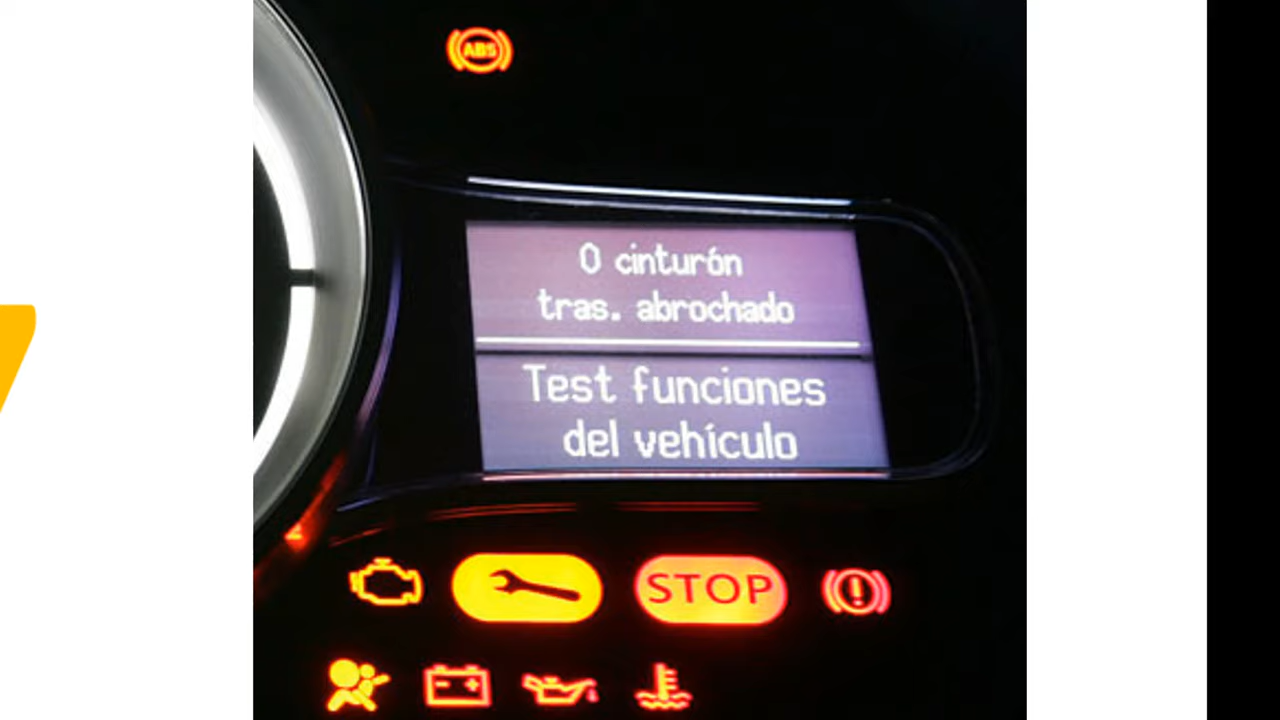 ABS
0 cinturón
tras. abrochado
Test funciones
del vehículo
STOP